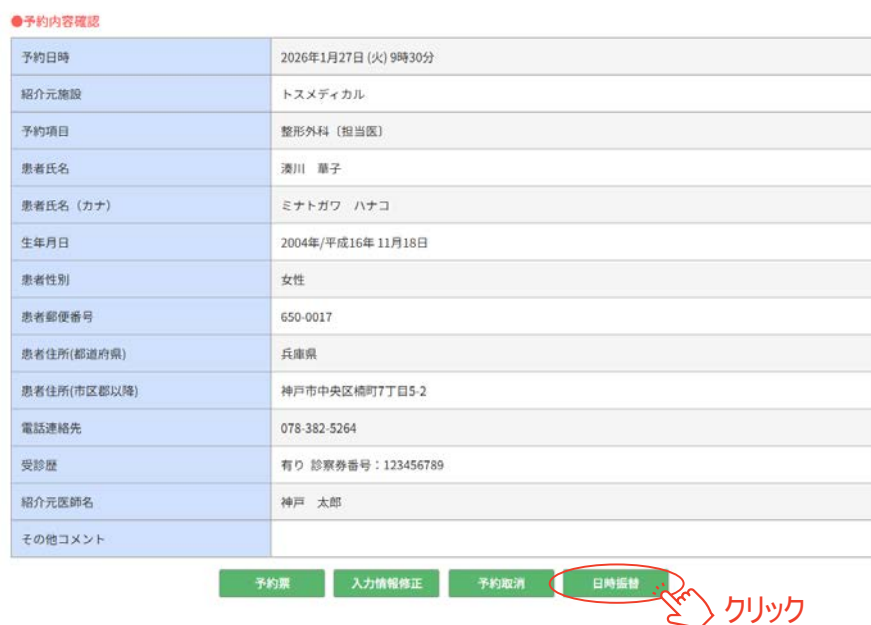 ●予約内容確認
予約日時 2026年1月27日 (火) 9時30分
紹介元施設 トスメディカル
予約項目 整形外科〔担当医〕
患者氏名 湊川 華子
患者氏名（カナ） ミナトガワ ハナコ
生年月日 2004年/平成16年 11月18日
患者性別 女性
患者郵便番号 650-0017
患者住所(都道府県) 兵庫県
患者住所(市区郡以降) 神戸市中央区楠町7丁目5-2
電話連絡先 078-382-5264
受診歴 有り 診察券番号：123456789
紹介元医師名 神戸 太郎
その他コメント
予約票 入力情報修正 予約取消 日時振替
クリック